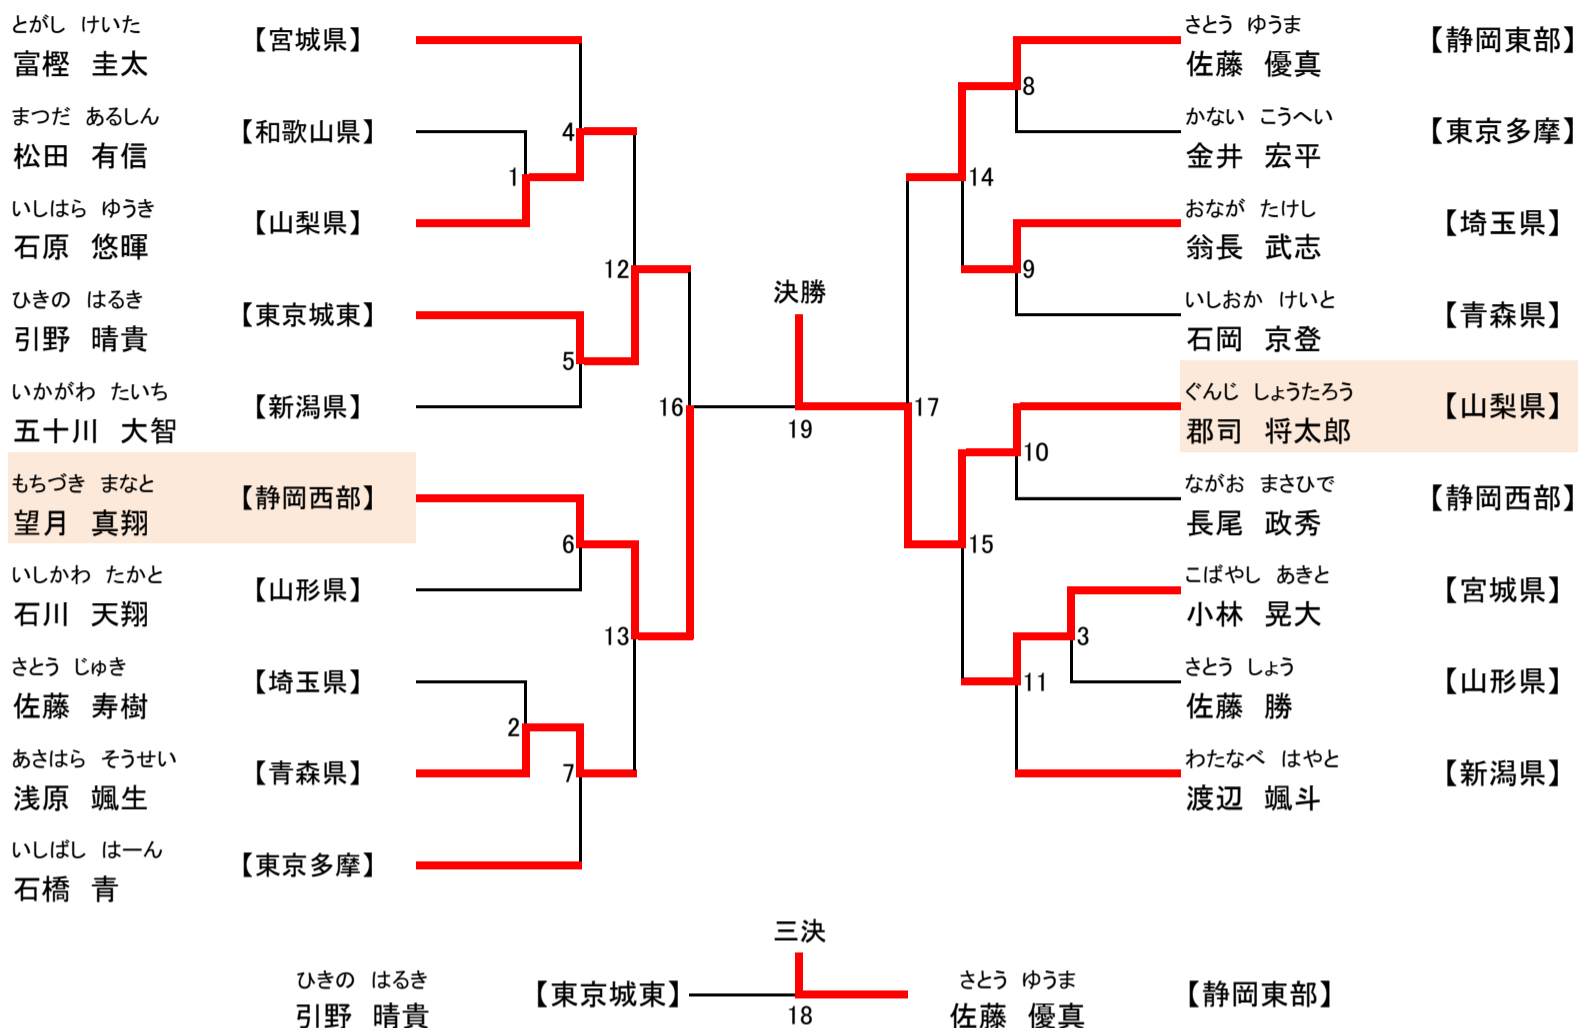 とがし けいた
富樫 圭太
【宮城県】
まつだ あるしん
松田 有信
【和歌山県】
いしはら ゆうき
石原 悠暉
【山梨県】
ひきの はるき
引野 晴貴
【東京城東】
いかがわ たいち
五十川 大智
【新潟県】
もちづき まなと
望月 真翔
【静岡西部】
いしかわ たかと
石川 天翔
【山形県】
さとう じゅき
佐藤 寿樹
【埼玉県】
あさはら そうせい
浅原 颯生
【青森県】
いしばし はーん
石橋 青
【東京多摩】
1
2
4
5
6
7
12
13
16
決勝
19
17
14
15
8
9
10
11
3
さとう ゆうま
佐藤 優真
【静岡東部】
かない こうへい
金井 宏平
【東京多摩】
おなが たけし
翁長 武志
【埼玉県】
いしおか けいと
石岡 京登
【青森県】
ぐんじ しょうたろう
郡司 将太郎
【山梨県】
ながお まさひで
長尾 政秀
【静岡西部】
こばやし あきと
小林 晃大
【宮城県】
さとう しょう
佐藤 勝
【山形県】
わたなべ はやと
渡辺 颯斗
【新潟県】
三決
ひきの はるき
引野 晴貴
【東京城東】
18
さとう ゆうま
佐藤 優真
【静岡東部】